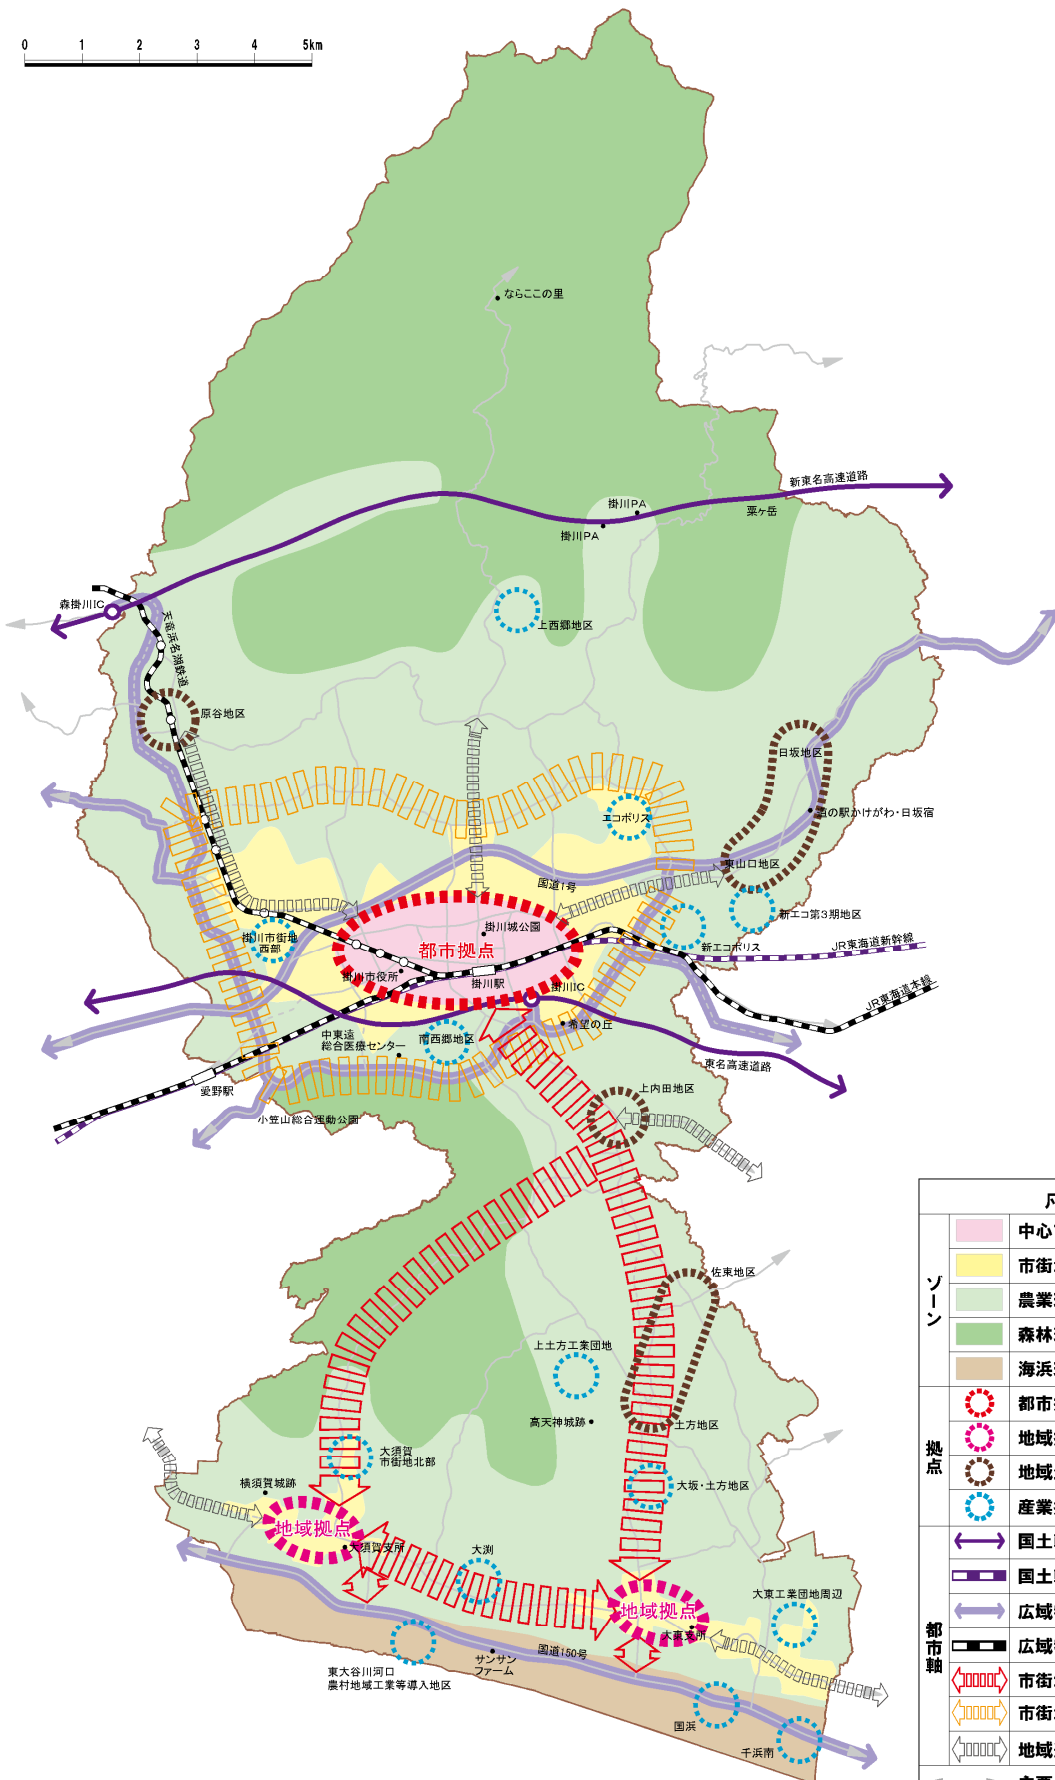 0 1 2 3 4 5km
ならここの里
新東名高速道路
掛川PA
粟ヶ岳
掛川PA
森掛川IC
天竜浜名湖鉄道
上西郷地区
原谷地区
日坂地区
エコポリス
道の駅かけがわ・日坂宿
東山口地区
国道1号
新エコ第3期地区
掛川城公園
掛川市街地
西部
都市拠点
新エコポリス
JR東海道新幹線
掛川市役所
掛川駅
掛川IC
JR東海道本線
希望の丘
中東遠
総合医療センター
南西郷地区
東名高速道路
愛野駅
上内田地区
小笠山総合運動公園
佐東地区
上土方工業団地
高天神城跡
土方地区
大須賀
市街地北部
横須賀城跡
大坂・土方地区
地域拠点
大須賀支所
大渕
大東工業団地周辺
地域拠点
大東支所
国道150号
サンサン
ファーム
東大谷川河口
農村地域工業等導入地区
国浜
千浜南
ゾーン
中心
市街
農業
森林
海浜
拠点
都市
地域
地域
産業
都市軸
国土
国土
広域
広域
市街
市街
地域